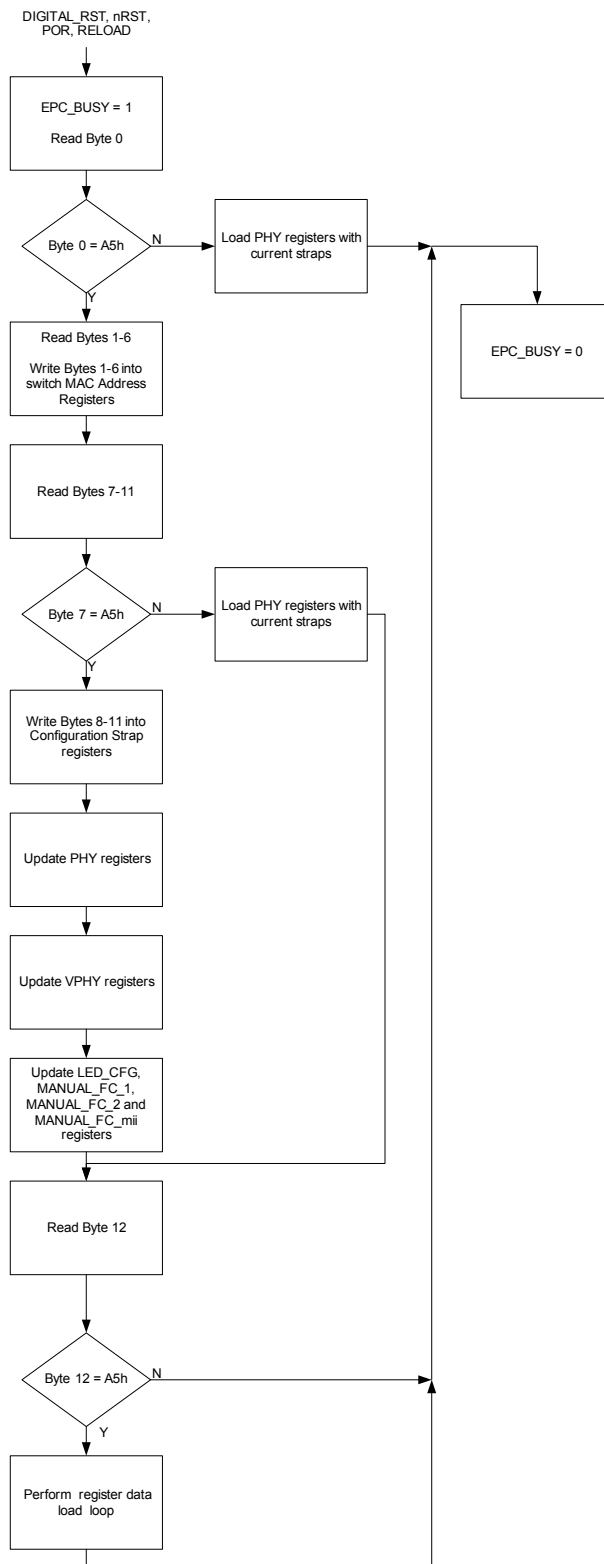 DIGITAL_RST, nRST,
POR, RELOAD
EPC_BUSY = 1
Read Byte 0
Byte 0 = A5h
N
Load PHY registers with
current straps
Y
EPC_BUSY = 0
Read Bytes 1-6
Write Bytes 1-6 into
switch MAC Address
Registers
Read Bytes 7-11
Byte 7 = A5h
N
Load PHY registers with
current straps
Y
Write Bytes 8-11 into
Configuration Strap
registers
Update PHY registers
Update VPHY registers
Update LED_CFG,
MANUAL_FC_1,
MANUAL_FC_2 and
MANUAL_FC_mii
registers
Read Byte 12
Byte 12 = A5h
N
Y
Perform register data
load loop